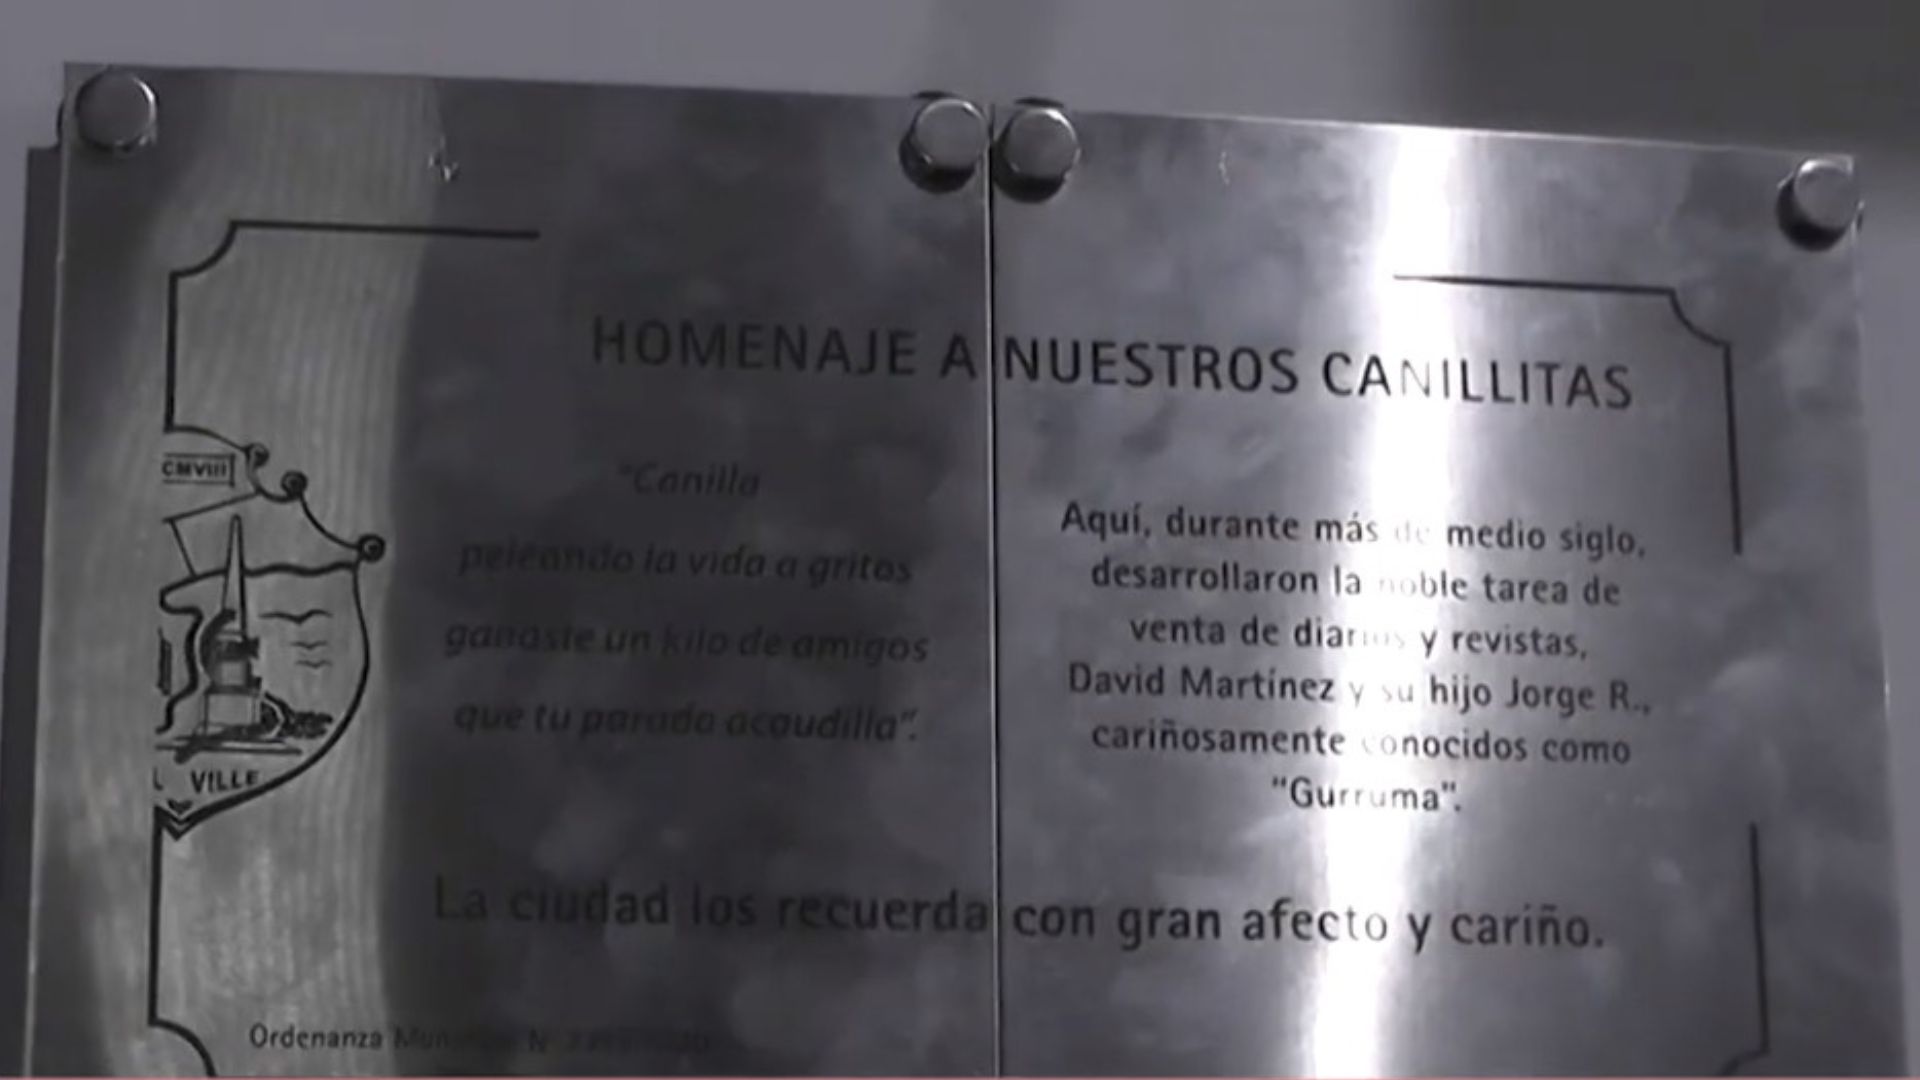 HOMENAJE A NUESTROS CANILLITAS
CMVIII
L VILLE
"Canilla
peleando la vida a gritos
ganaste un kilo de amigos
que tu parada acaudilla".
Aquí, durante más de medio siglo,
desarrollaron la noble tarea de
venta de diarios y revistas,
David Martínez y su hijo Jorge R.,
cariñosamente conocidos como
"Gurruma".
La ciudad los recuerda con gran afecto y cariño.
Ordenanza